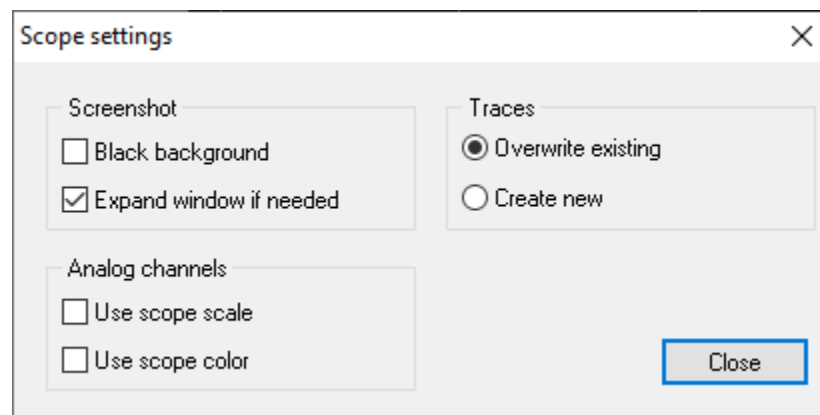 Scope settings
Screenshot
Black background
Expand window if needed
Traces
Overwrite existing
Create new
Analog channels
Use scope scale
Use scope color
Close